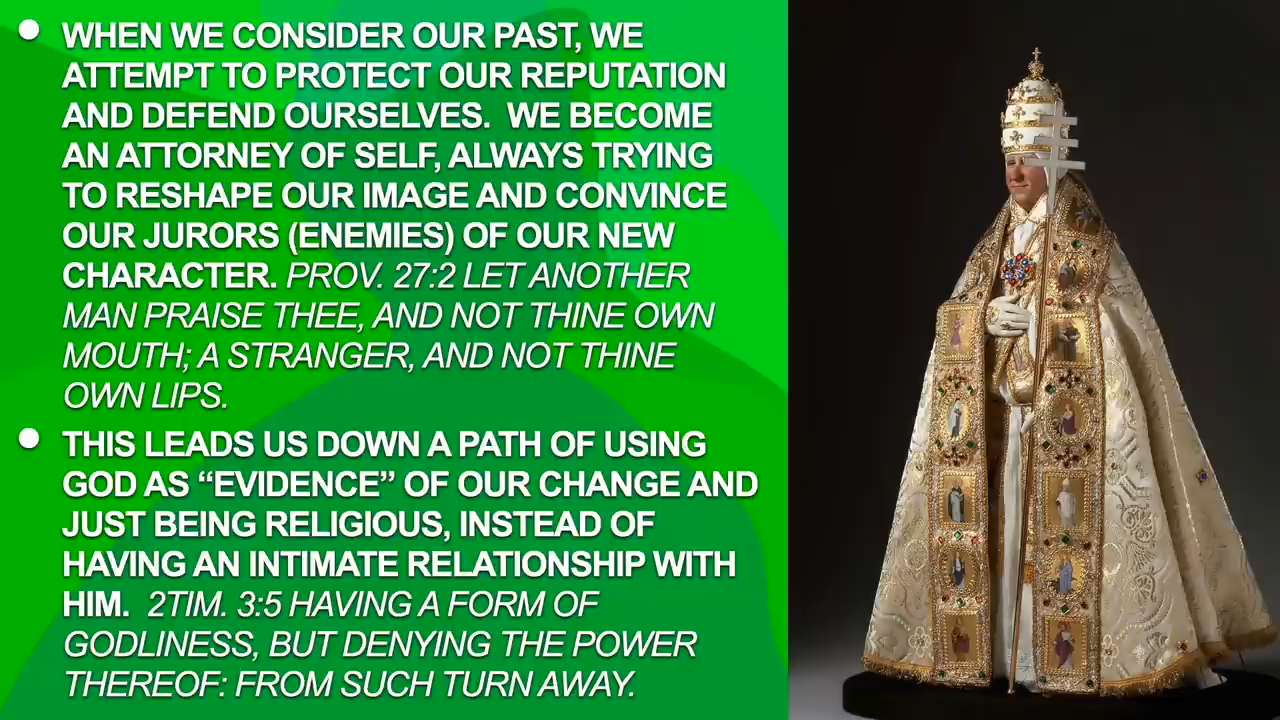 WHEN WE CONSIDER OUR PAST, WE
ATTEMPT TO PROTECT OUR REPUTATION
AND DEFEND OURSELVES.  WE BECOME
AN ATTORNEY OF SELF, ALWAYS TRYING
TO RESHAPE OUR IMAGE AND CONVINCE
OUR JURORS (ENEMIES) OF OUR NEW
CHARACTER. PROV. 27:2 LET ANOTHER
MAN PRAISE THEE, AND NOT THINE OWN
MOUTH; A STRANGER, AND NOT THINE
OWN LIPS.
THIS LEADS US DOWN A PATH OF USING
GOD AS “EVIDENCE” OF OUR CHANGE AND
JUST BEING RELIGIOUS, INSTEAD OF
HAVING AN INTIMATE RELATIONSHIP WITH
HIM.  2TIM. 3:5 HAVING A FORM OF
GODLINESS, BUT DENYING THE POWER
THEREOF: FROM SUCH TURN AWAY.